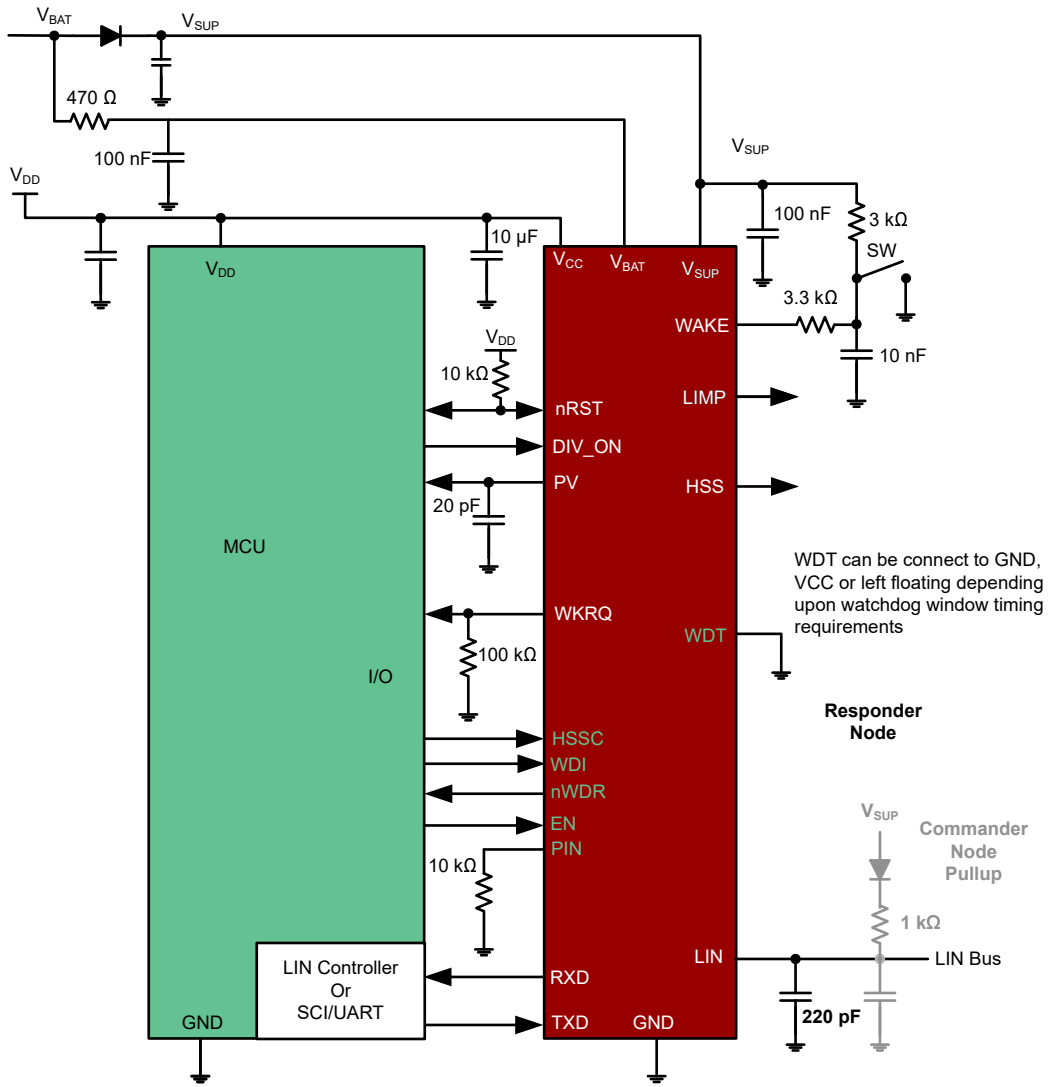 VBAT
VSUP
470 Ω
100 nF
VDD
VSUP
10 µF
100 nF
3 kΩ
SW
VDD
VCC
VBAT
VSUP
3.3 kΩ
WAKE
10 nF
VDD
10 kΩ
LIMP
nRST
DIV_ON
PV
HSS
20 pF
MCU
WDT can be connect to GND,
VCC or left floating depending
upon watchdog window timing
requirements
WKRQ
WDT
100 kΩ
I/O
Responder
Node
HSSC
WDI
nWDR
EN
PIN
10 kΩ
VSUP
Commander
Node
Pullup
1 kΩ
LIN
LIN Bus
LIN Controller
Or
SCI/UART
RXD
TXD
220 pF
GND
GND